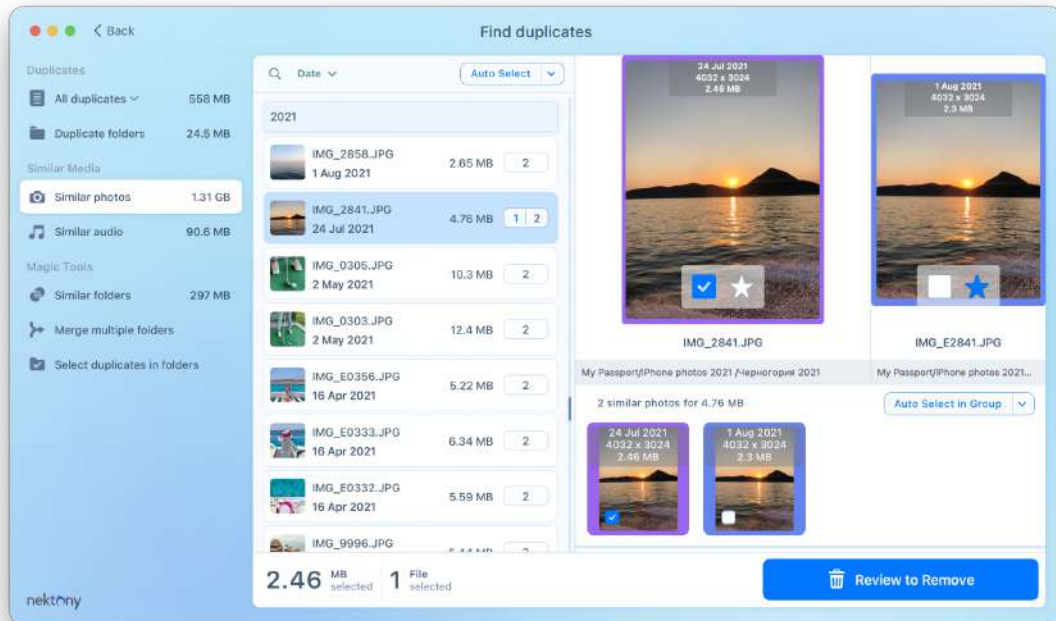 Back
Find duplicates
Duplicates
All duplicates 558 MB
Duplicate folders 24.5 MB
Similar Media
Similar photos 1.31 GB
Similar audio 90.6 MB
Magic Tools
Similar folders 297 MB
Merge multiple folders
Select duplicates in folders
nektony
Date Auto Select
2021
IMG_2858.JPG
1 Aug 2021
2.65 MB 2
IMG_2841.JPG
24 Jul 2021
4.76 MB 1 2
IMG_0305.JPG
2 May 2021
10.3 MB 2
IMG_0303.JPG
2 May 2021
12.4 MB 2
IMG_E0356.JPG
16 Apr 2021
5.22 MB 2
IMG_E0333.JPG
16 Apr 2021
6.34 MB 2
IMG_E0332.JPG
16 Apr 2021
5.59 MB 2
IMG_9996.JPG
24 Jul 2021
4032 x 3024
2.46 MB
IMG_2841.JPG
My Passport/iPhone photos 2021 /Черногория 2021
1 Aug 2021
4032 x 3024
2.3 MB
IMG_E2841.JPG
My Passport/iPhone photos 2021...
2 similar photos for 4.76 MB
Auto Select in Group
24 Jul 2021
4032 x 3024
2.46 MB
1 Aug 2021
4032 x 3024
2.3 MB
2.46 MB selected
1 File selected
Review to Remove